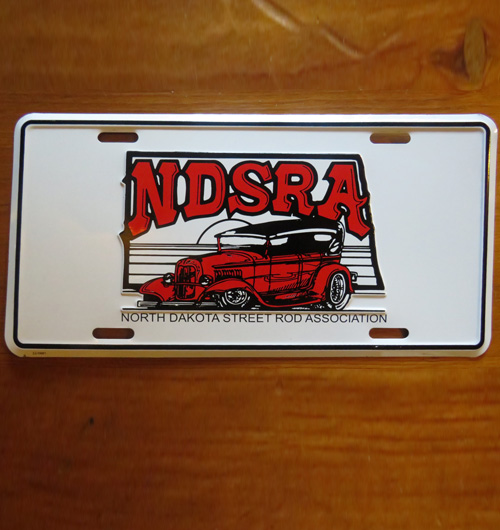 NDSRA
NORTH DAKOTA STREET ROD ASSOCIATION